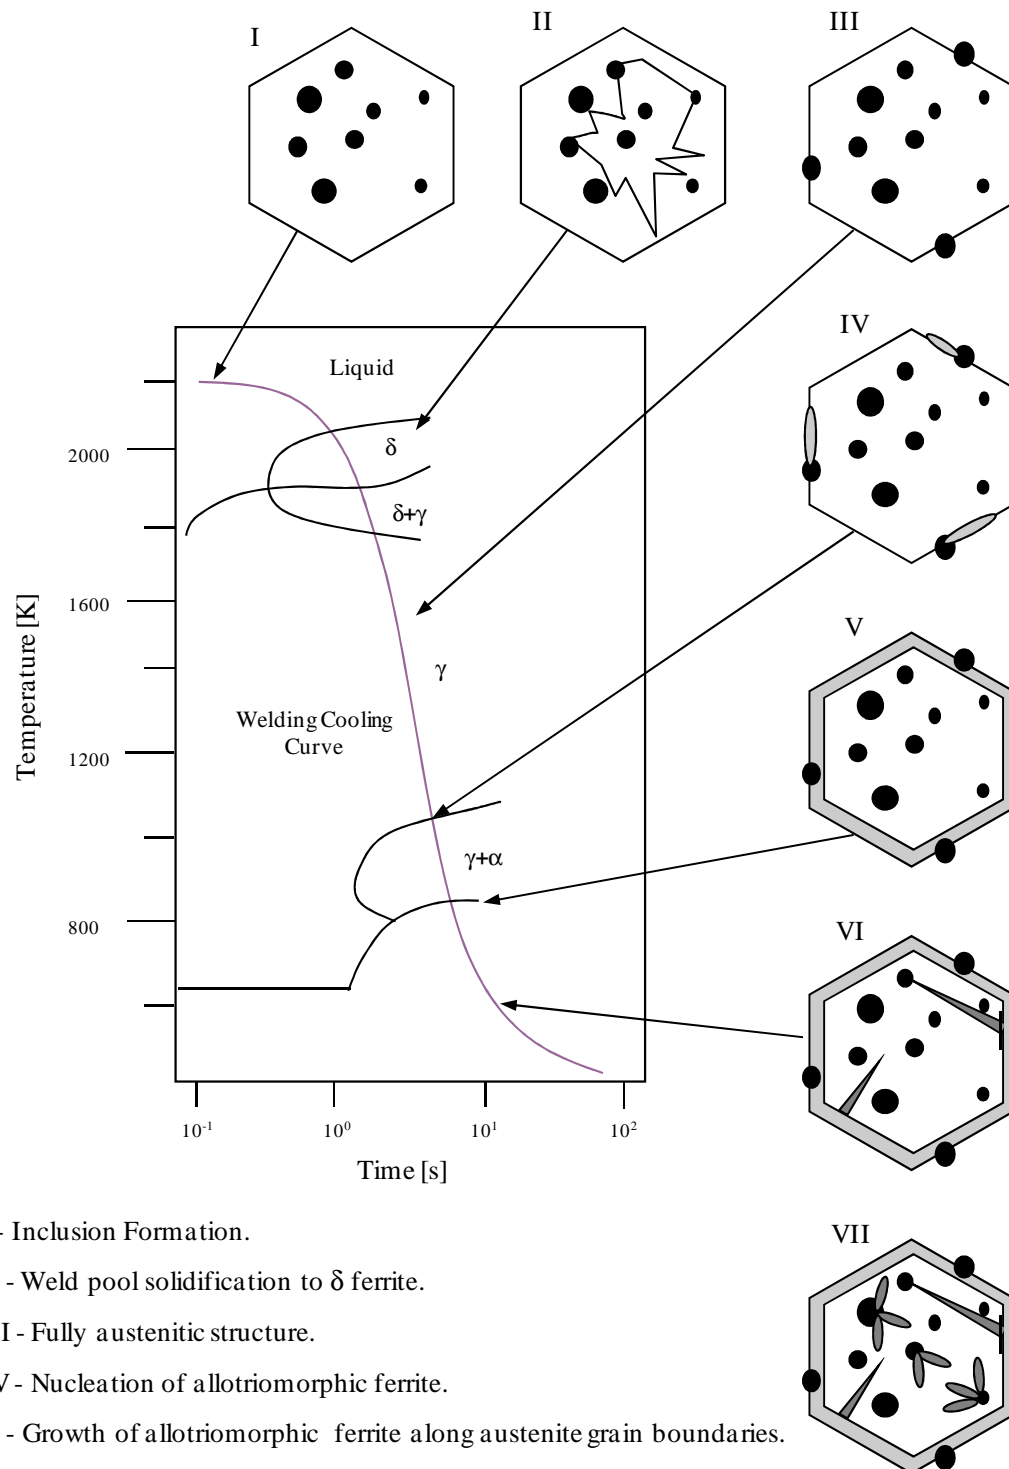 I
II
III
IV
V
VI
VII
Liquid
δ
δ+γ
γ
Welding Cooling
Curve
γ+α
Temperature [K]
2000
1600
1200
800
10-1
100
101
102
Time [s]
- Inclusion Formation.
- Weld pool solidification to δ ferrite.
I - Fully austenitic structure.
V - Nucleation of allotriomorphic ferrite.
- Growth of allotriomorphic ferrite along austenite grain boundaries.